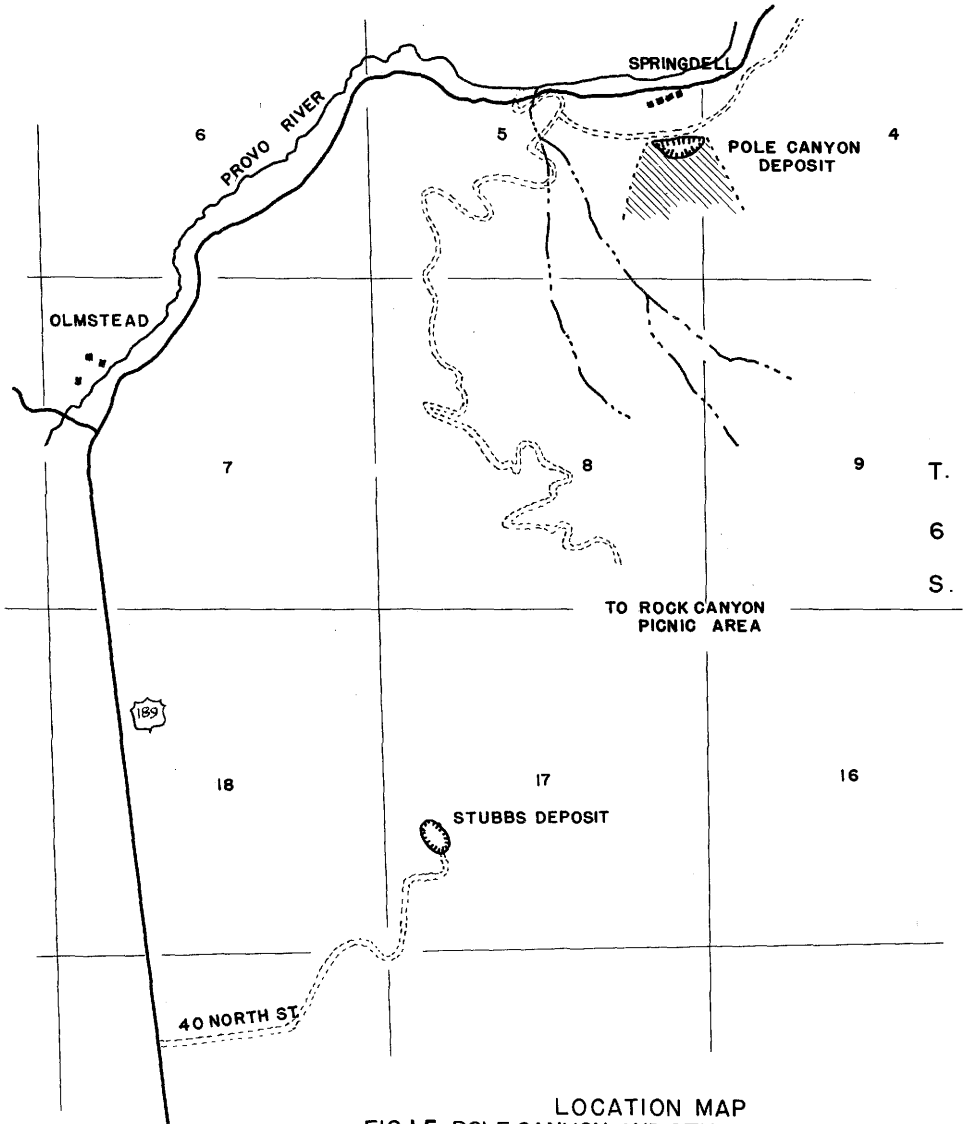 SPRINGDELL
6
PROVO RIVER
5
4
POLE CANYON
DEPOSIT
OLMSTEAD
7
8
9
T.
6
S.
TO ROCK CANYON
PICNIC AREA
189
18
17
16
STUBBS DEPOSIT
40 NORTH ST.
LOCATION MAP